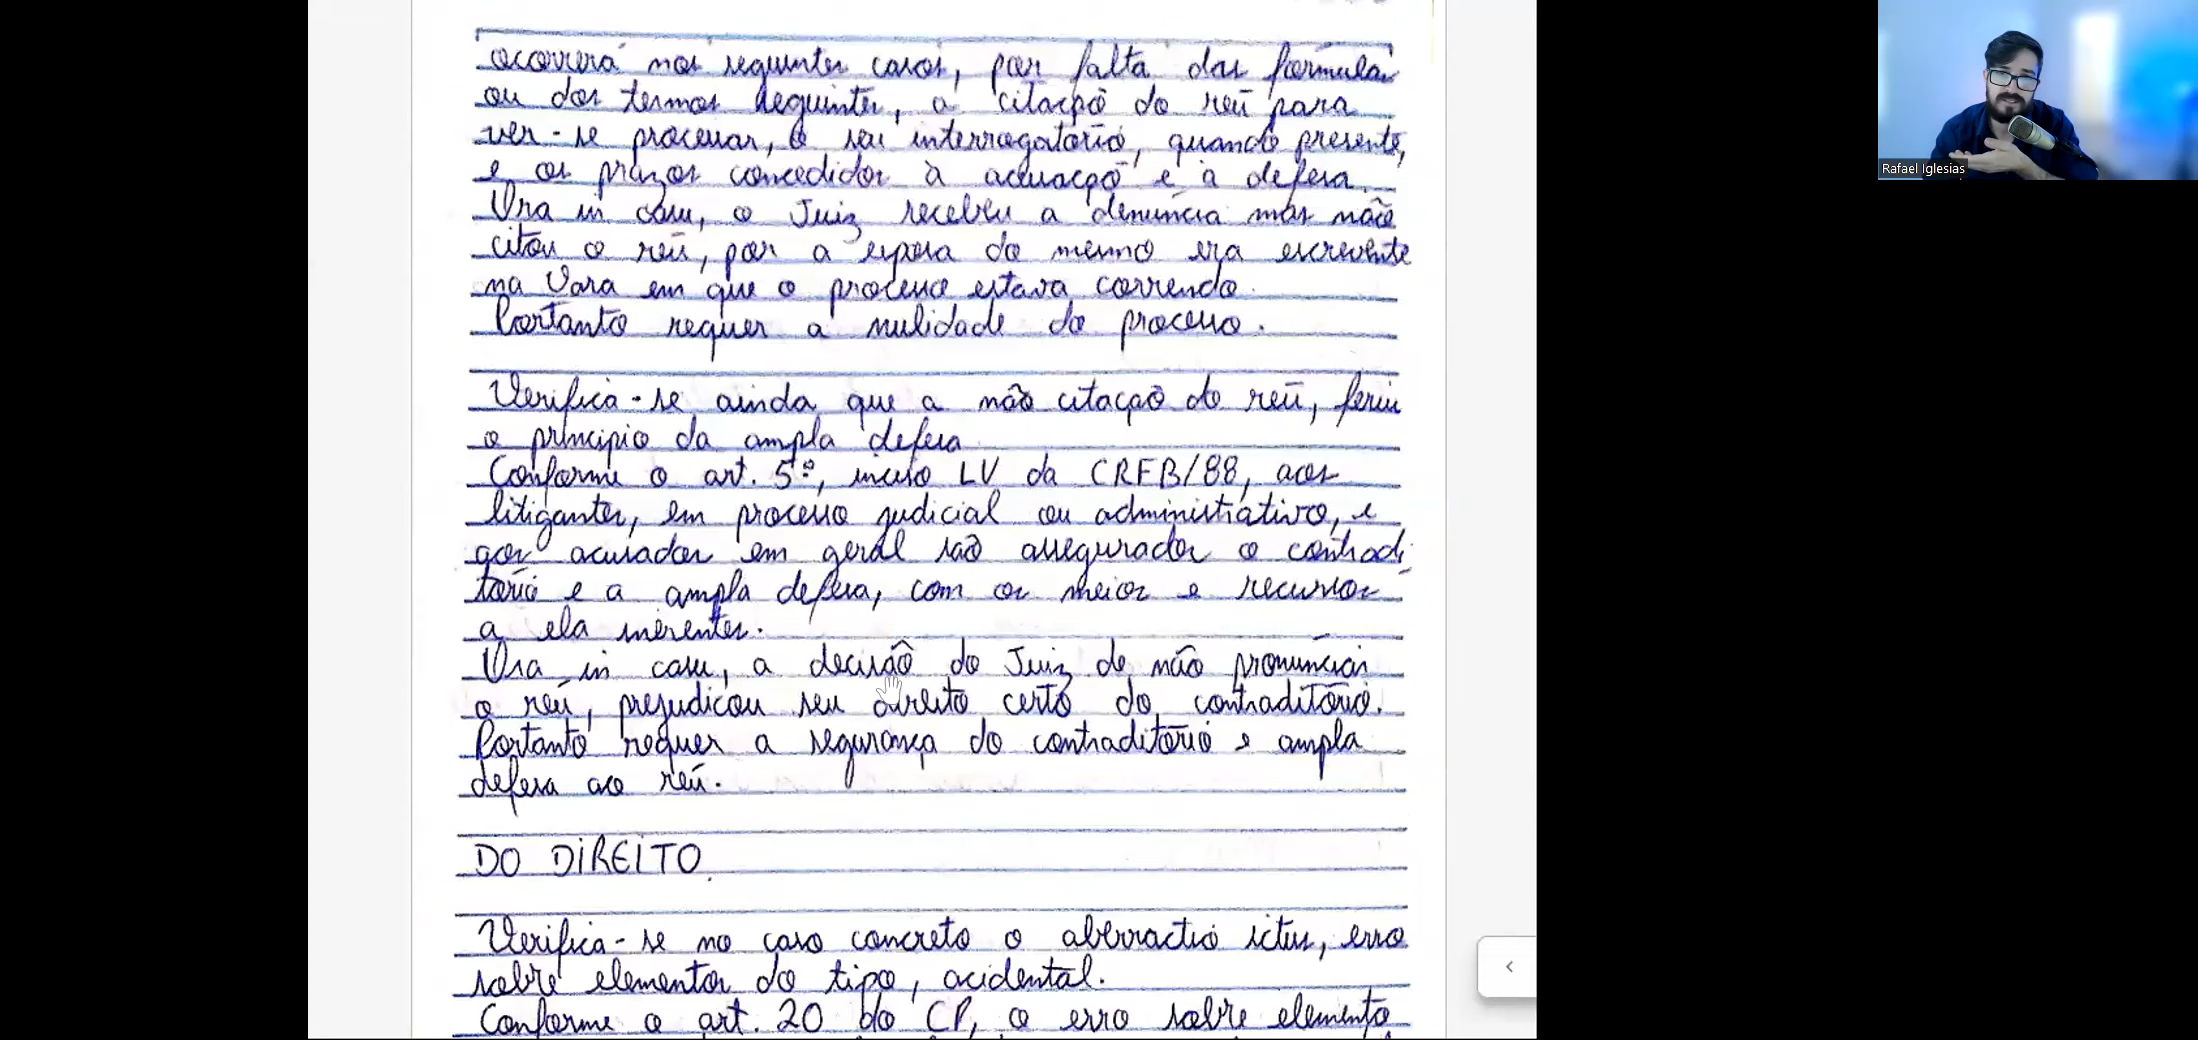 ocorrerá nos seguintes casos, por falta das fórmulas
ou dos termos seguintes, a citação do réu para
ver-se processar, o seu interrogatório, quando presente,
e os prazos concedidos à acusação e à defesa.
Ora in casu, o Juiz recebeu a denúncia mas não
citou o réu, por a esposa do mesmo era escrevente
na Vara em que o processo estava correndo.
Portanto requer a nulidade do processo.
Verifica-se ainda que a não citação do réu, feriu
o princípio da ampla defesa
Conforme o art. 5º, inciso LV da CRFB/88, aos
litigantes, em processo judicial ou administrativo, e
aos acusados em geral são assegurados o contradi
tório e a ampla defesa, com os meios e recursos
a ela inerentes.
Ora in casu, a decisão do Juiz de não pronunciar
o réu, prejudicou seu direito certo do contraditório.
Portanto requer a segurança do contraditório e ampla
defesa ao réu.
DO DIREITO
Verifica-se no caso concreto o aberractio ictus, erro
sobre elementos do tipo, acidental.
Conforme o art. 20 do CP, o erro sobre elemento
Rafael Iglesias